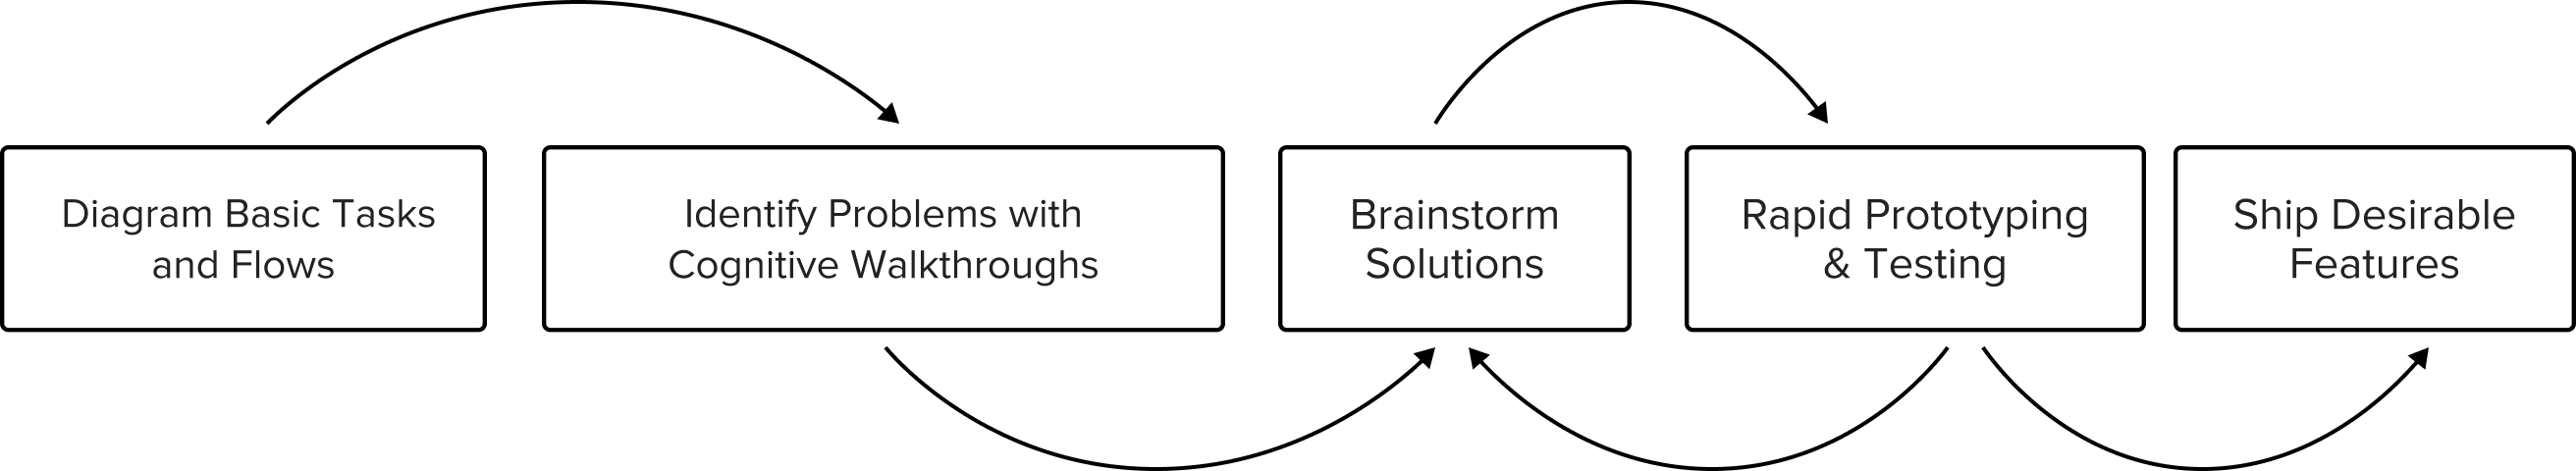 Diagram Basic Tasks
and Flows
Identify Problems with
Cognitive Walkthroughs
Brainstorm
Solutions
Rapid Prototyping
& Testing
Ship Desirable
Features